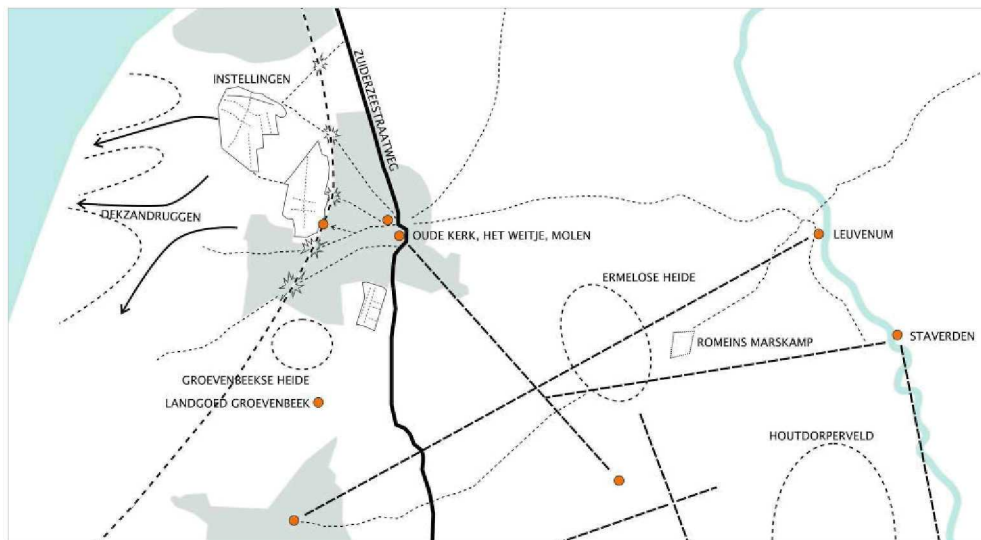 ZUIDERZEESTRAATWEG
INSTELLINGEN
DEKZANDRUGGEN
OUDE KERK, HET WEITJE, MOLEN
LEUVENUM
ERMELOSE HEIDE
ROMEINS MARSKAMP
STAVERDEN
GROEVENBEEKSE HEIDE
LANDGOED GROEVENBEEK
HOUTDORPERVELD